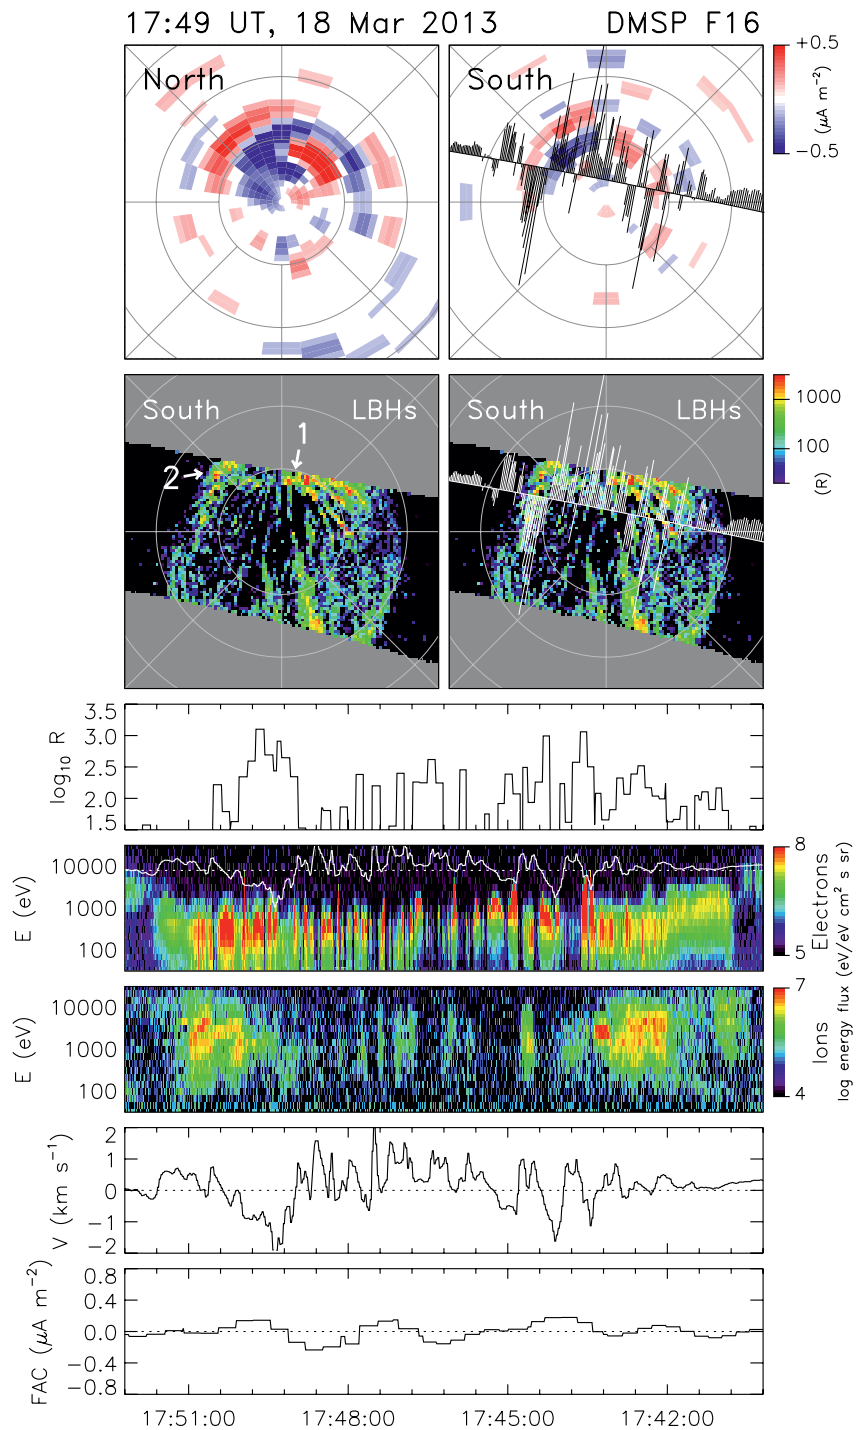 17:49 UT, 18 Mar 2013 DMSP F16
North
South
+0.5
(μA m⁻²)
−0.5
South LBHs
1
2
South LBHs
1000
100
(R)
log₁₀ R
3.5
3.0
2.5
2.0
1.5
E (eV)
10000
1000
100
8
5
Electrons
E (eV)
10000
1000
100
7
4
Ions
log energy flux (eV/eV cm² s sr)
V (km s⁻¹)
2
1
0
−1
−2
FAC (μA m⁻²)
0.8
0.4
0.0
−0.4
−0.8
17:51:00 17:48:00 17:45:00 17:42:00